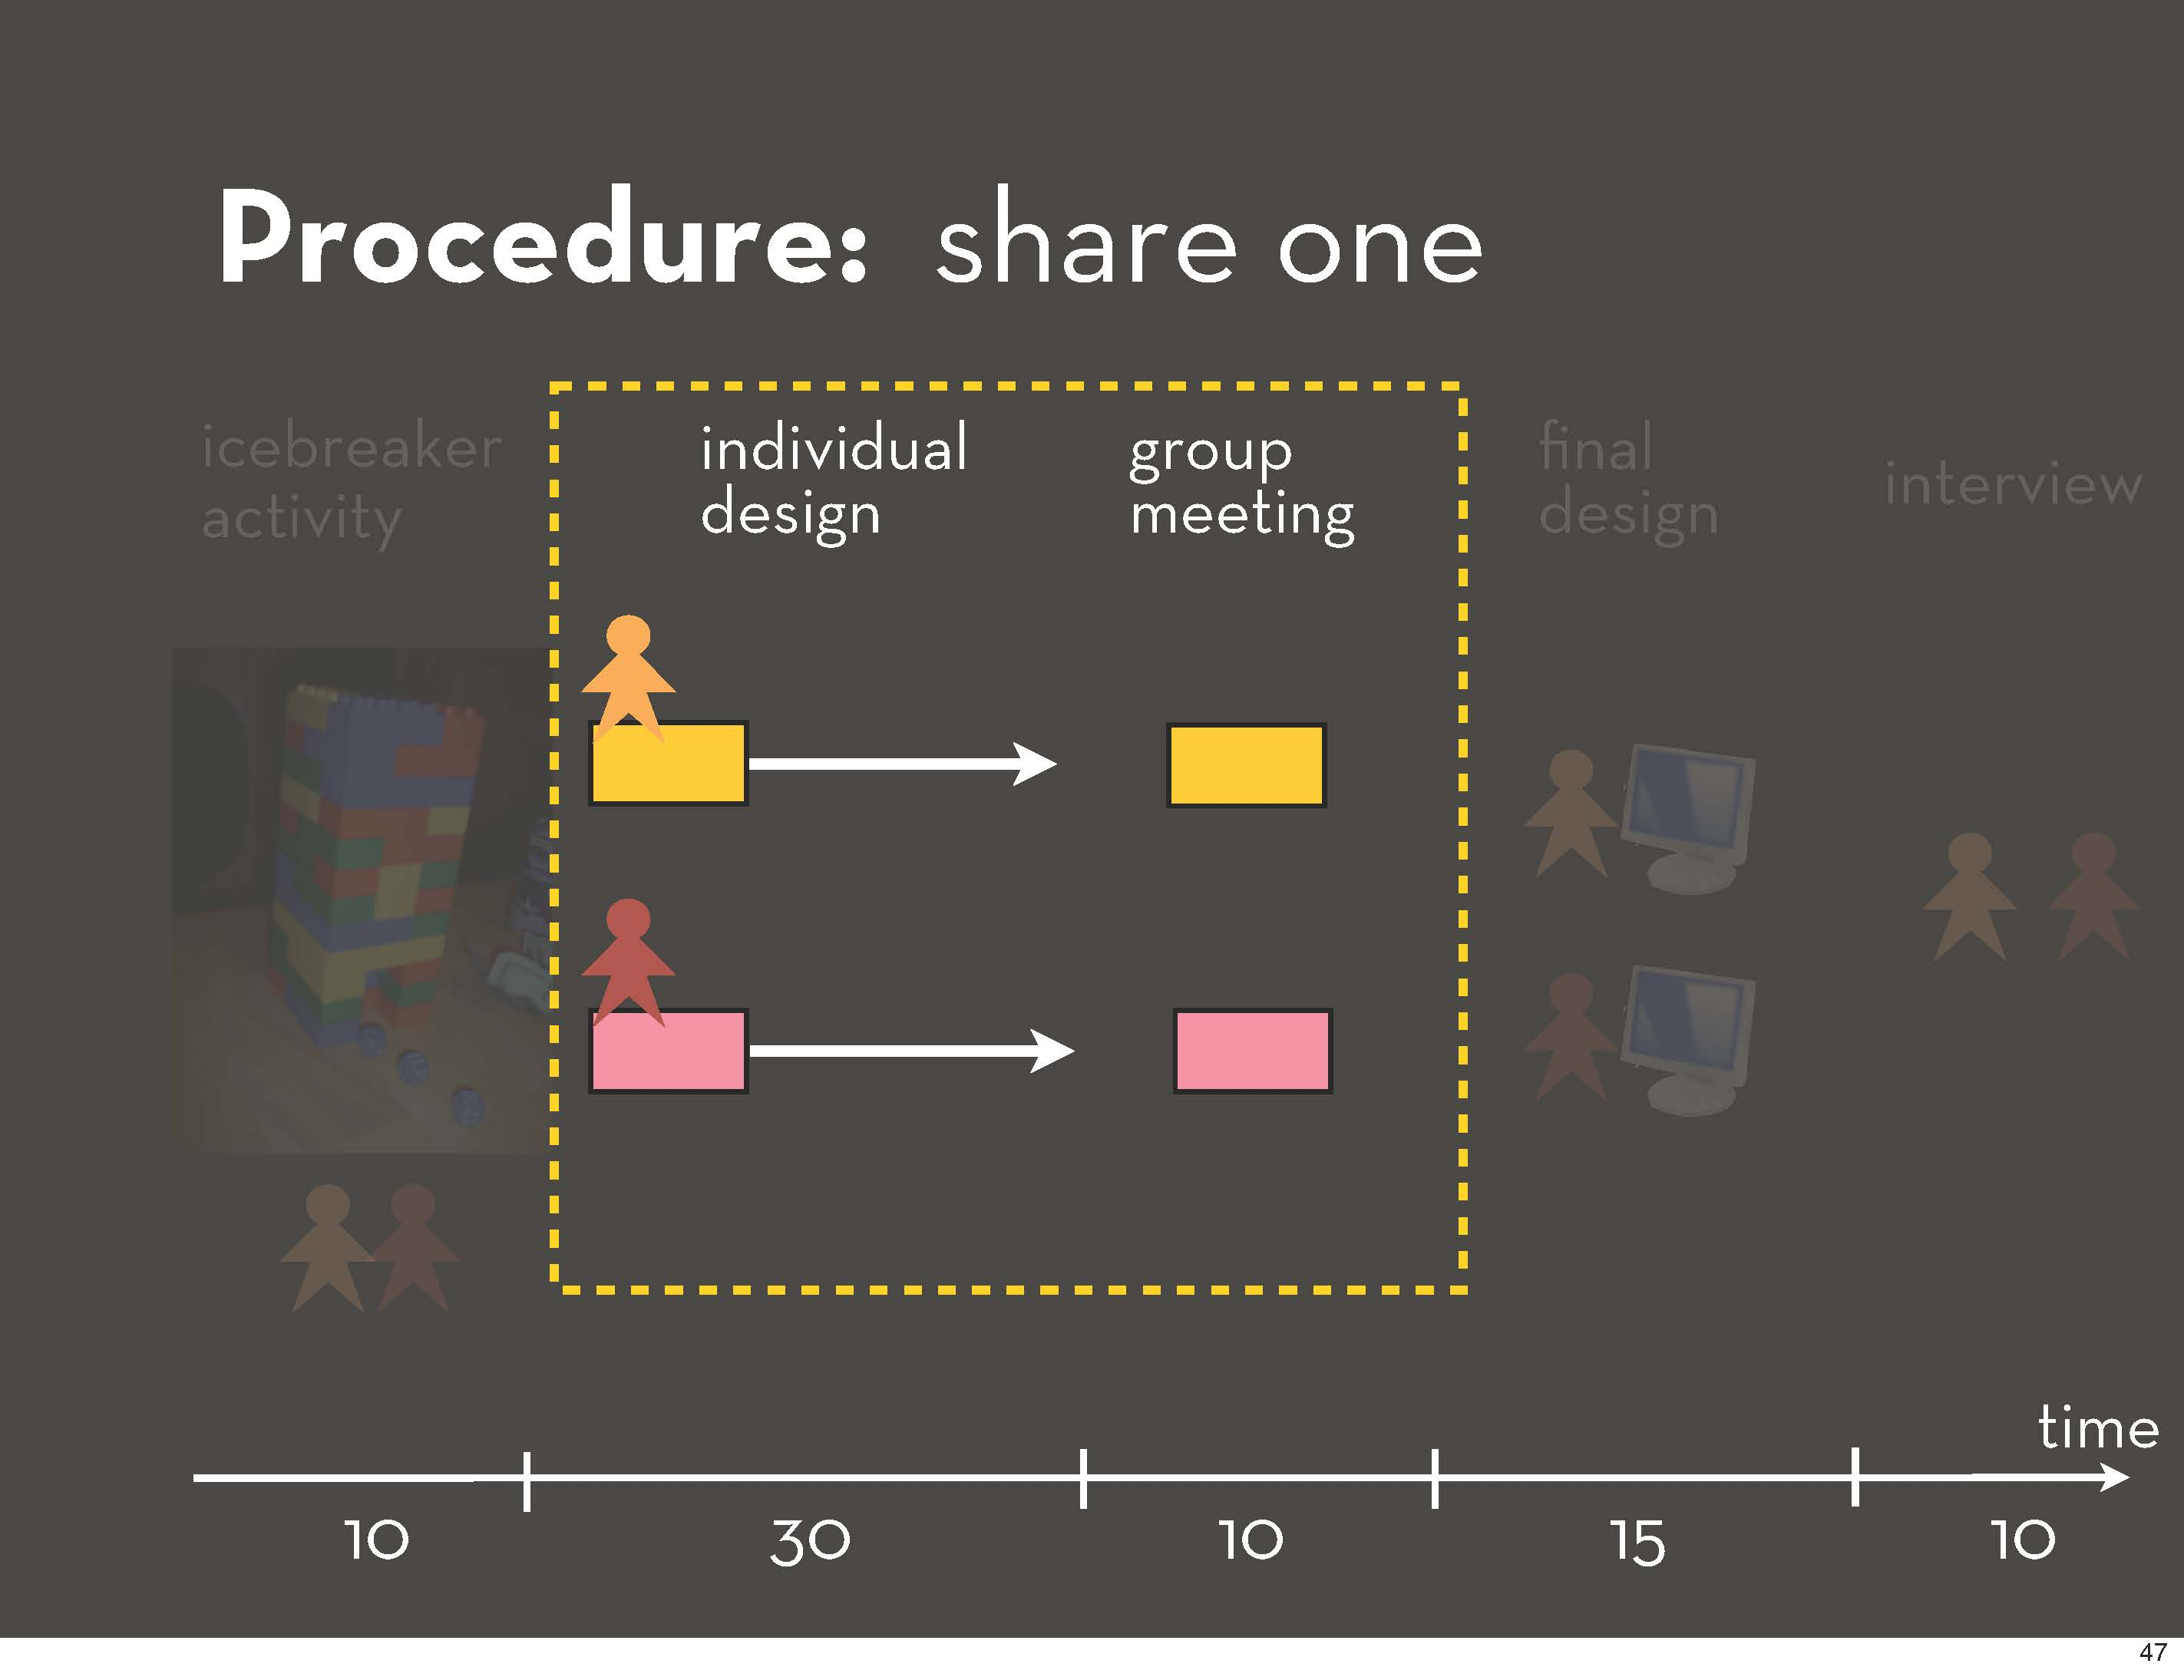 Procedure: share one
icebreaker
activity
individual
design
group
meeting
final
design
interview
time
10
30
10
15
10
47